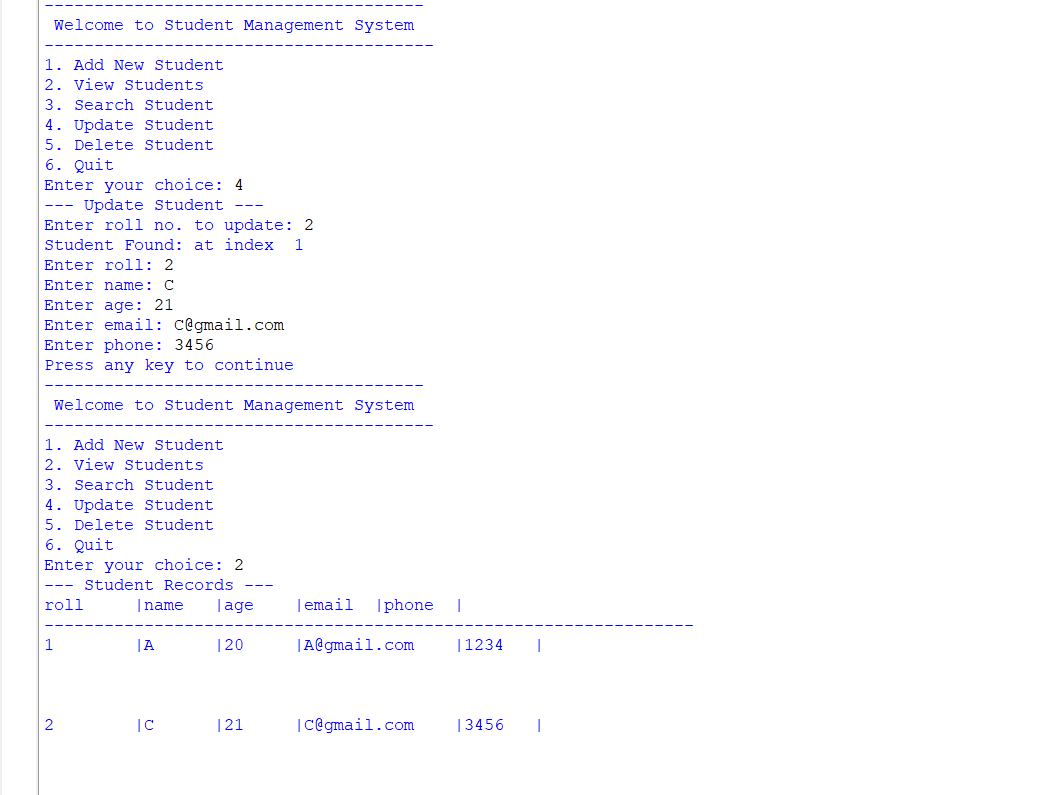 --------------------------------------
Welcome to Student Management System
---------------------------------------
1. Add New Student
2. View Students
3. Search Student
4. Update Student
5. Delete Student
6. Quit
Enter your choice: 4
--- Update Student ---
Enter roll no. to update: 2
Student Found: at index  1
Enter roll: 2
Enter name: C
Enter age: 21
Enter email: C@gmail.com
Enter phone: 3456
Press any key to continue
--------------------------------------
Welcome to Student Management System
---------------------------------------
1. Add New Student
2. View Students
3. Search Student
4. Update Student
5. Delete Student
6. Quit
Enter your choice: 2
--- Student Records ---
roll     |name   |age    |email  |phone  |
-----------------------------------------------------------------
1        |A      |20     |A@gmail.com    |1234   |
2        |C      |21     |C@gmail.com    |3456   |